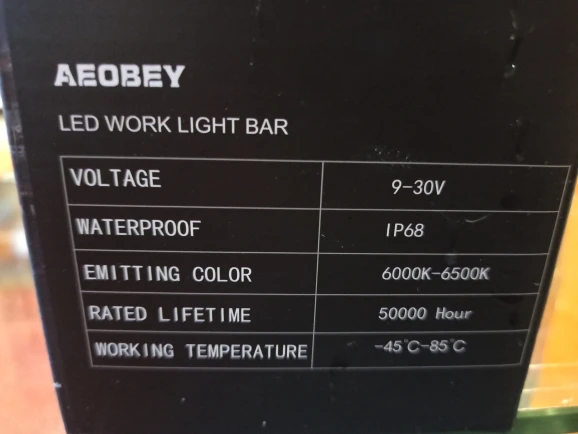 AEOBEY
LED WORK LIGHT BAR
VOLTAGE 9-30V
WATERPROOF IP68
EMITTING COLOR 6000K-6500K
RATED LIFETIME 50000 Hour
WORKING TEMPERATURE -45°C-85°C